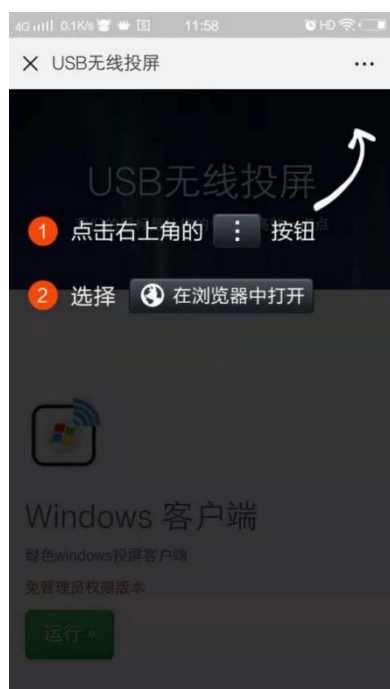 4G 0.1K/s 11:58 HD
USB无线投屏
USB无线投屏
1 点击右上角的 按钮
2 选择 在浏览器中打开
Windows 客户端
绿色windows投屏客户端
免管理员权限版本
运行 »